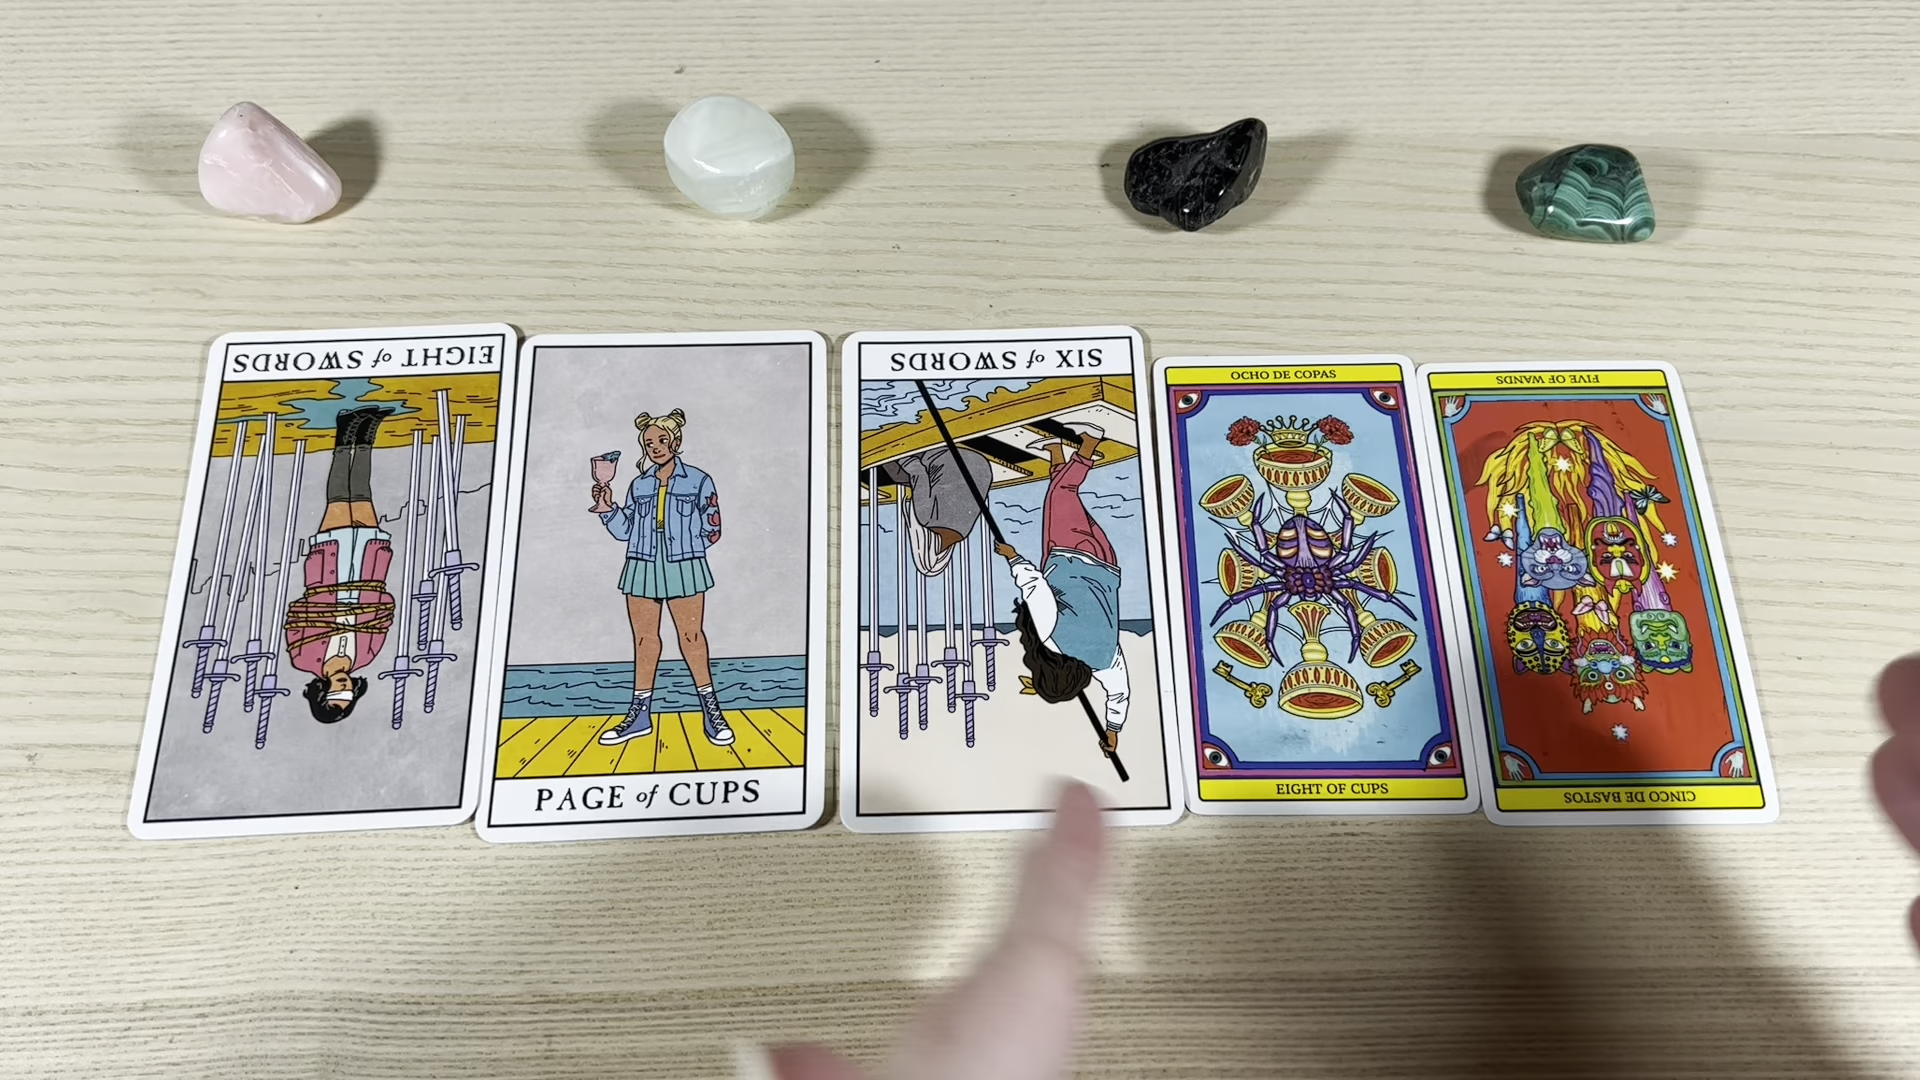 EIGHT of SWORDS
PAGE of CUPS
SIX of SWORDS
OCHO DE COPAS
EIGHT OF CUPS
FIVE OF WANDS
CINCO DE BASTOS